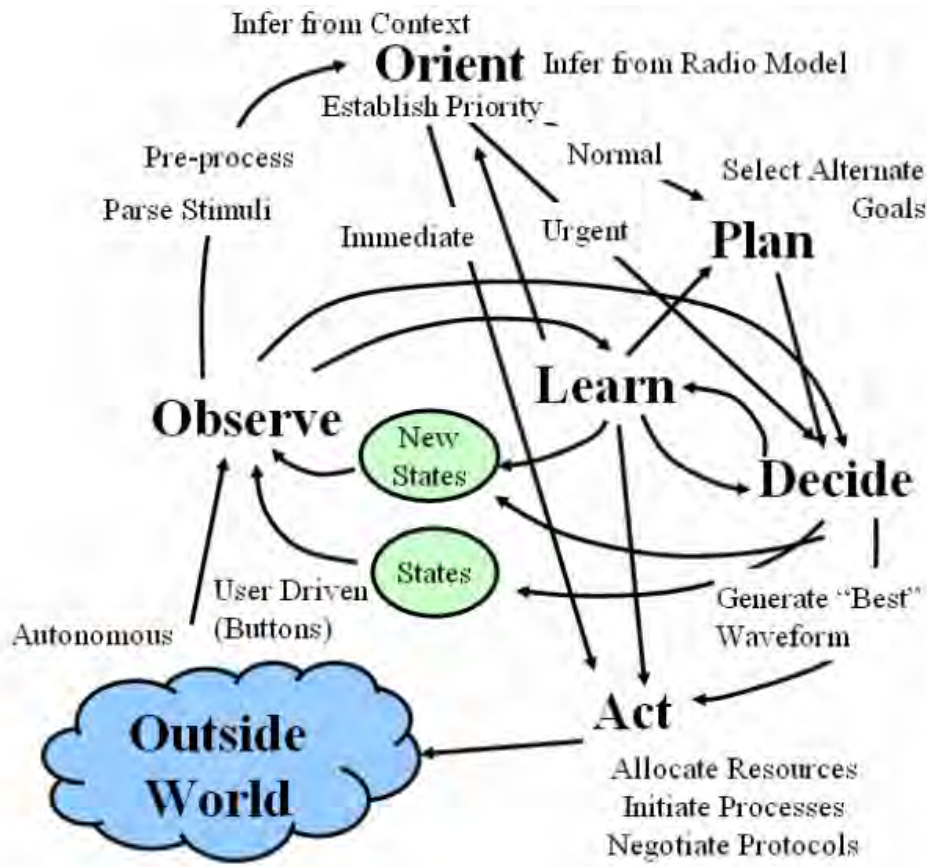 Infer from Context
Orient
Infer from Radio Model
Establish Priority
Pre-process
Normal
Select Alternate
Goals
Parse Stimuli
Immediate
Urgent
Plan
Learn
Observe
New
States
Decide
States
User Driven
(Buttons)
Autonomous
Generate “Best”
Waveform
Act
Outside
World
Allocate Resources
Initiate Processes
Negotiate Protocols